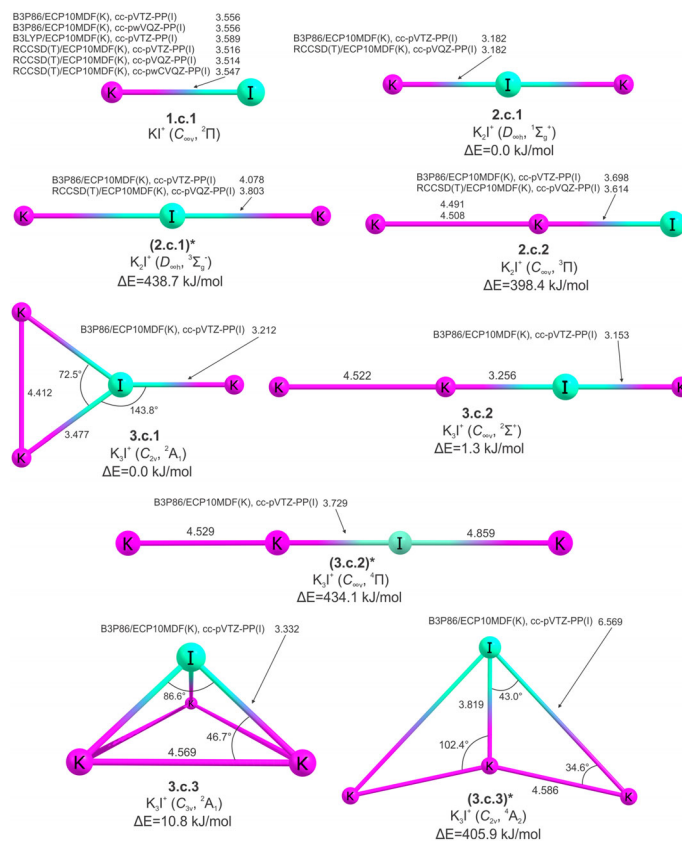 B3P86/ECP10MDF(K), cc-pVTZ-PP(I) 3.556
B3P86/ECP10MDF(K), cc-pwVQZ-PP(I) 3.556
B3LYP/ECP10MDF(K), cc-pVTZ-PP(I) 3.589
RCCSD(T)/ECP10MDF(K), cc-pVTZ-PP(I) 3.516
RCCSD(T)/ECP10MDF(K), cc-pVQZ-PP(I) 3.514
RCCSD(T)/ECP10MDF(K), cc-pwCVQZ-PP(I) 3.547
K I
1.c.1
KI⁺ (C∞v, ²Π)
B3P86/ECP10MDF(K), cc-pVTZ-PP(I) 3.182
RCCSD(T)/ECP10MDF(K), cc-pVQZ-PP(I) 3.182
K I K
2.c.1
K₂I⁺ (D∞h, ¹Σg⁺)
ΔE=0.0 kJ/mol
B3P86/ECP10MDF(K), cc-pVTZ-PP(I) 4.078
RCCSD(T)/ECP10MDF(K), cc-pVQZ-PP(I) 3.803
K I K
(2.c.1)*
K₂I⁺ (D∞h, ³Σg⁻)
ΔE=438.7 kJ/mol
B3P86/ECP10MDF(K), cc-pVTZ-PP(I) 3.698
RCCSD(T)/ECP10MDF(K), cc-pVQZ-PP(I) 3.614
4.491
4.508
K K I
2.c.2
K₂I⁺ (C∞v, ³Π)
ΔE=398.4 kJ/mol
K
B3P86/ECP10MDF(K), cc-pVTZ-PP(I) 3.212
72.5°
I K
4.412
143.8°
3.477
K
3.c.1
K₃I⁺ (C2v, ²A₁)
ΔE=0.0 kJ/mol
B3P86/ECP10MDF(K), cc-pVTZ-PP(I) 3.153
4.522 3.256
K K I K
3.c.2
K₃I⁺ (C∞v, ²Σ⁺)
ΔE=1.3 kJ/mol
B3P86/ECP10MDF(K), cc-pVTZ-PP(I) 3.729
4.529 4.859
K K I K
(3.c.2)*
K₃I⁺ (C∞v, ⁴Π)
ΔE=434.1 kJ/mol
B3P86/ECP10MDF(K), cc-pVTZ-PP(I) 3.332
I
86.6°
K
46.7°
4.569
K K
3.c.3
K₃I⁺ (C3v, ²A₁)
ΔE=10.8 kJ/mol
B3P86/ECP10MDF(K), cc-pVTZ-PP(I) 6.569
I
43.0°
3.819
102.4°
34.6°
K
4.586
K K
(3.c.3)*
K₃I⁺ (C2v, ⁴A₂)
ΔE=405.9 kJ/mol